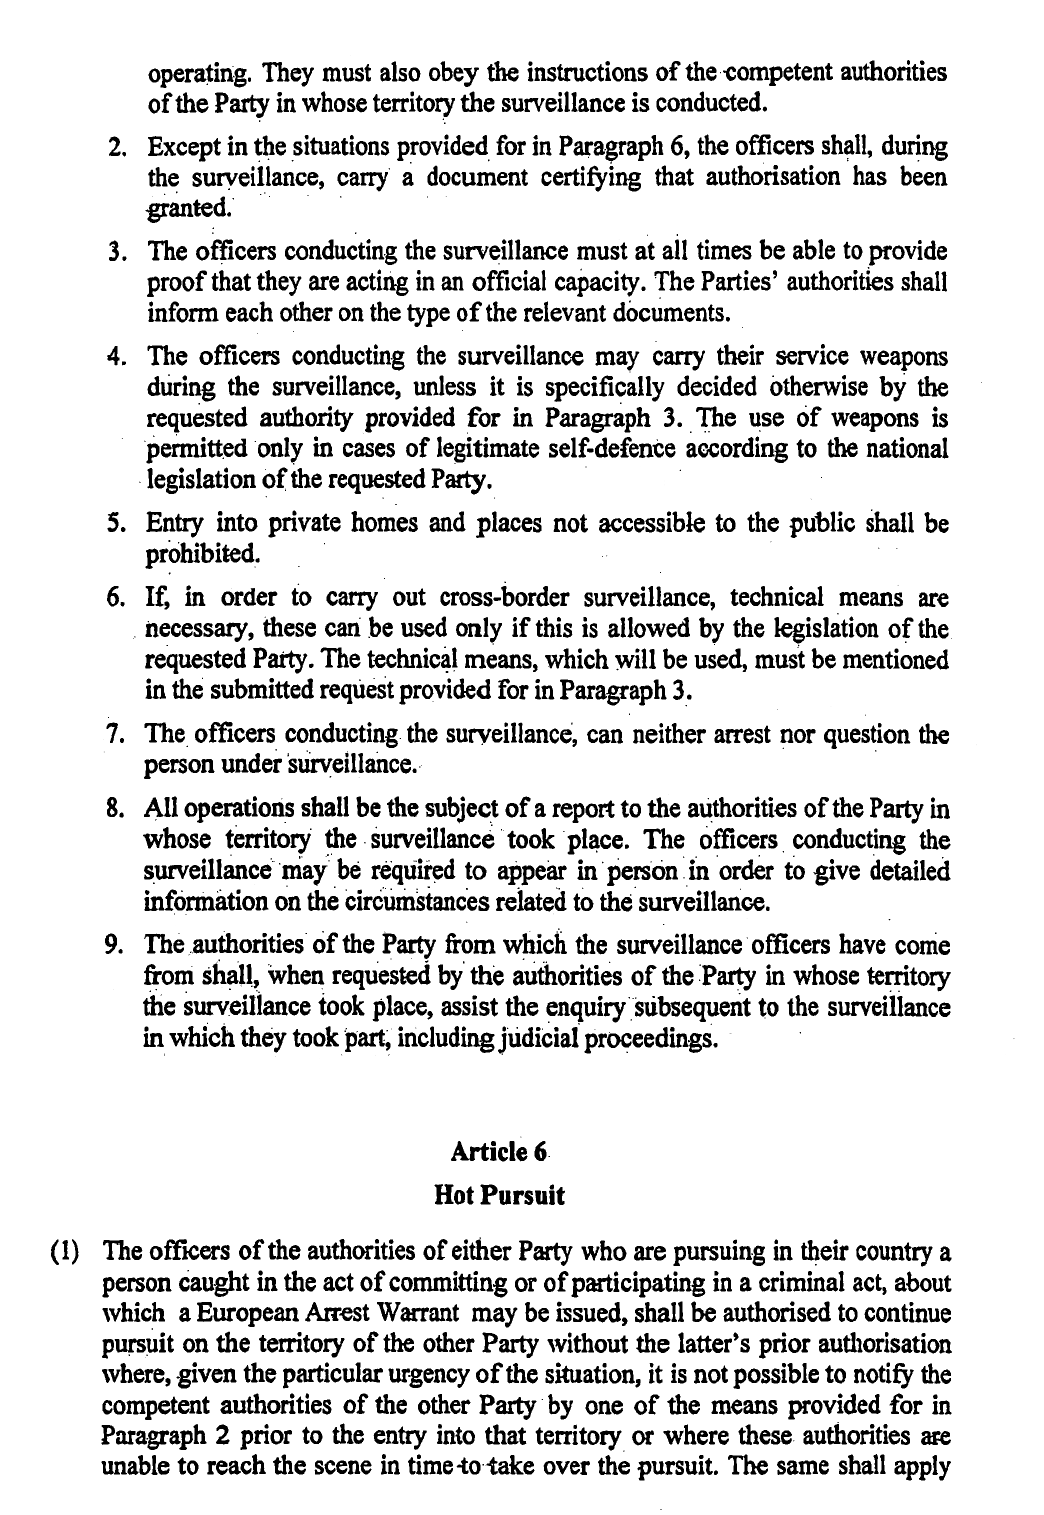 operating. They must also obey the instructions of the competent authorities
of the Party in whose territory the surveillance is conducted.
2. Except in the situations provided for in Paragraph 6, the officers shall, during
the surveillance, carry a document certifying that authorisation has been
granted.
3. The officers conducting the surveillance must at all times be able to provide
proof that they are acting in an official capacity. The Parties' authorities shall
inform each other on the type of the relevant documents.
4. The officers conducting the surveillance may carry their service weapons
during the surveillance, unless it is specifically decided otherwise by the
requested authority provided for in Paragraph 3. The use of weapons is
permitted only in cases of legitimate self-defence according to the national
legislation of the requested Party.
5. Entry into private homes and places not accessible to the public shall be
prohibited.
6. If, in order to carry out cross-border surveillance, technical means are
necessary, these can be used only if this is allowed by the legislation of the
requested Party. The technical means, which will be used, must be mentioned
in the submitted request provided for in Paragraph 3.
7. The officers conducting the surveillance, can neither arrest nor question the
person under surveillance.
8. All operations shall be the subject of a report to the authorities of the Party in
whose territory the surveillance took place. The officers conducting the
surveillance may be required to appear in person in order to give detailed
information on the circumstances related to the surveillance.
9. The authorities of the Party from which the surveillance officers have come
from shall, when requested by the authorities of the Party in whose territory
the surveillance took place, assist the enquiry subsequent to the surveillance
in which they took part, including judicial proceedings.
Article 6
Hot Pursuit
(1) The officers of the authorities of either Party who are pursuing in their country a
person caught in the act of committing or of participating in a criminal act, about
which a European Arrest Warrant may be issued, shall be authorised to continue
pursuit on the territory of the other Party without the latter's prior authorisation
where, given the particular urgency of the situation, it is not possible to notify the
competent authorities of the other Party by one of the means provided for in
Paragraph 2 prior to the entry into that territory or where these authorities are
unable to reach the scene in time to take over the pursuit. The same shall apply